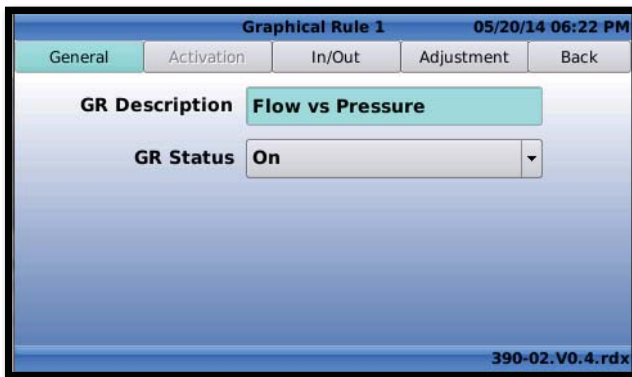 Graphical Rule 1 05/20/14 06:22 PM
General Activation In/Out Adjustment Back
GR Description Flow vs Pressure
GR Status On
390-02.V0.4.rdx